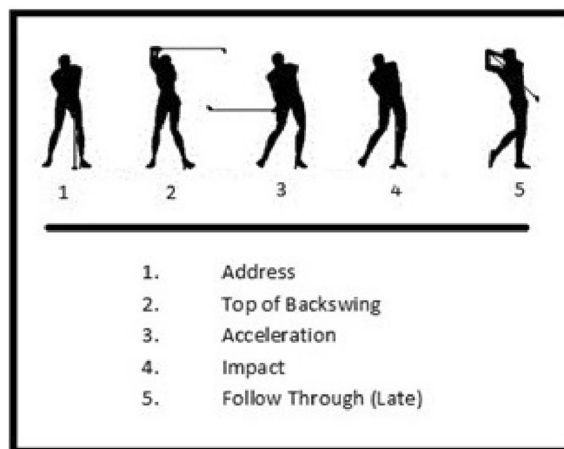 1 2 3 4 5
1. Address
2. Top of Backswing
3. Acceleration
4. Impact
5. Follow Through (Late)